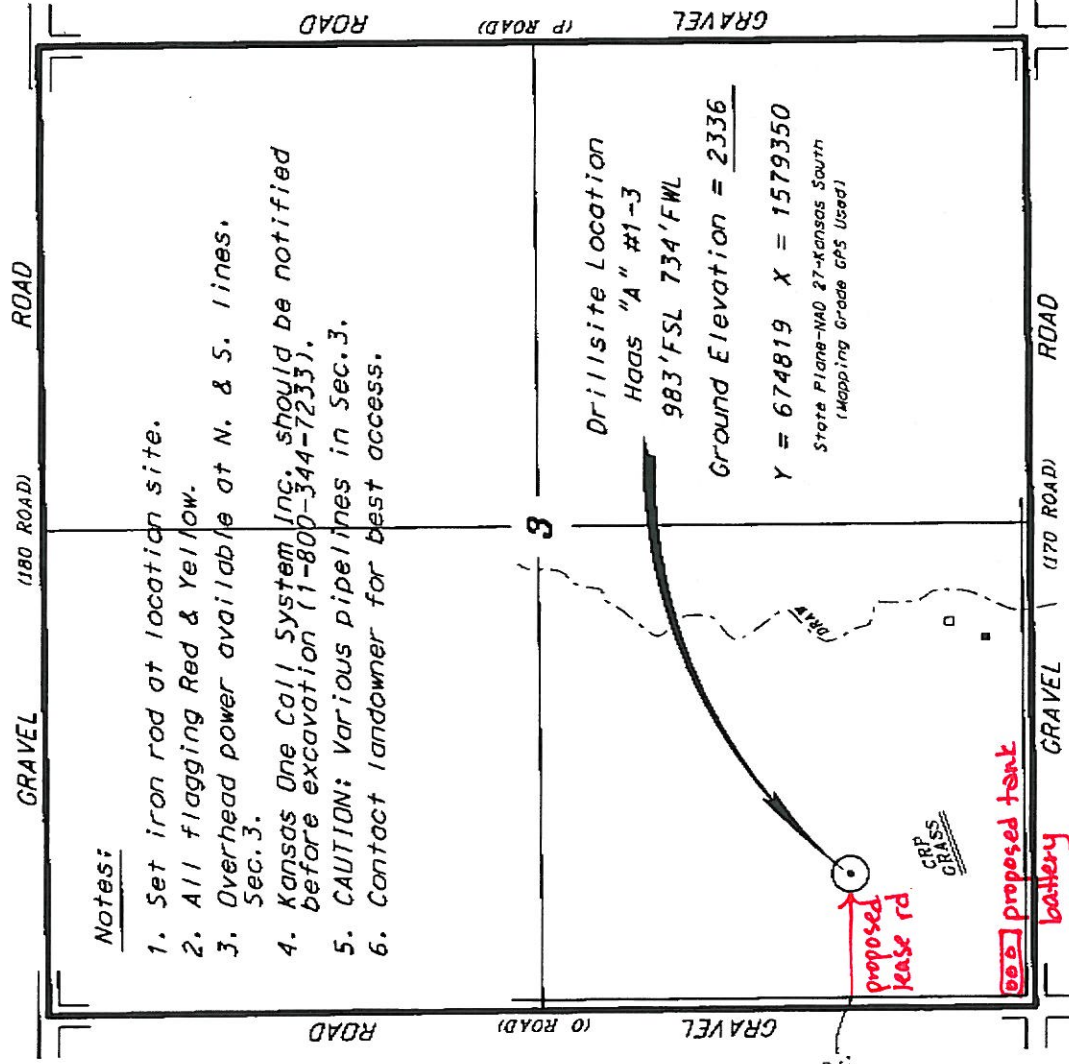 GRAVEL (180 ROAD) ROAD
Notes:
1. Set iron rod at location site.
2. All flagging Red & Yellow.
3. Overhead power available at N. & S. lines.
Sec.3.
4. Kansas One Call System Inc. should be notified
before excavation (1-800-344-7233).
5. CAUTION: Various pipelines in Sec.3.
6. Contact landowner for best access.
GRAVEL (P ROAD) ROAD
ROAD (O ROAD) GRAVEL
3
Drillsite Location
Haas "A" #1-3
983'FSL 734'FWL
Ground Elevation = 2336
Y = 674819 X = 1579350
State Plane-NAD 27-Kansas South
(Mapping Grade GPS Used)
DRAW
CRP
GRASS
proposed
lease rd
proposed tank
battery
GRAVEL (170 ROAD) ROAD